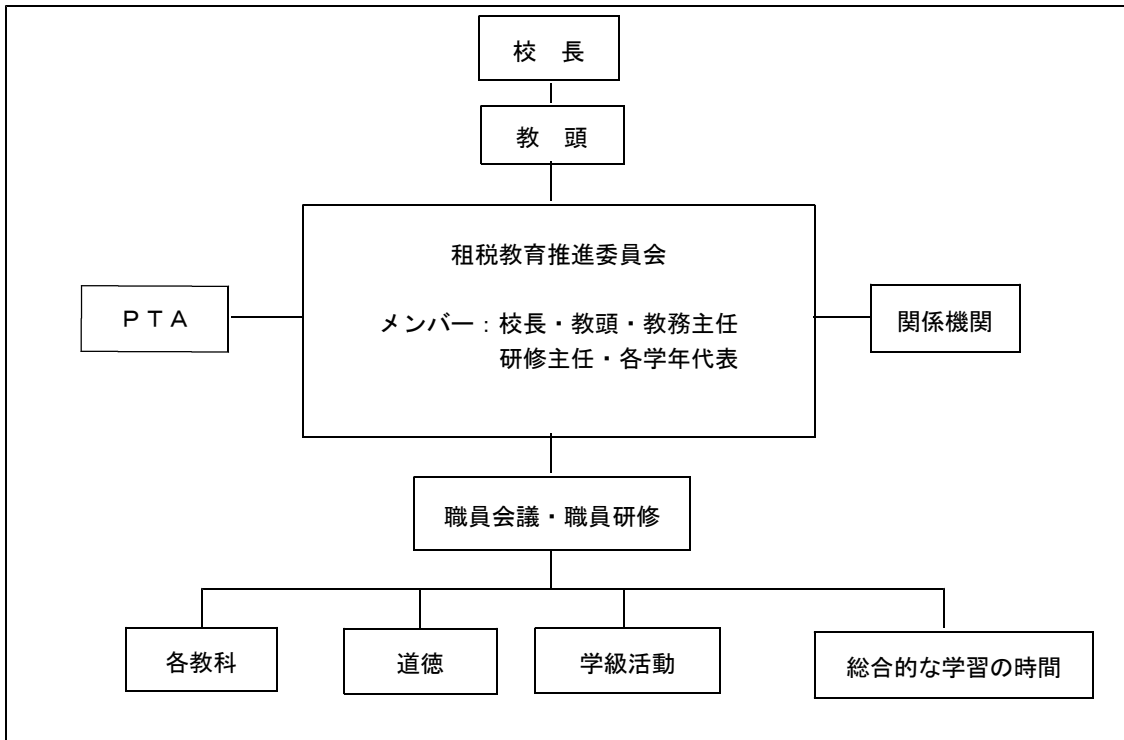 校　長
教　頭
租税教育推進委員会
メンバー：校長・教頭・教務主任
研修主任・各学年代表
ＰＴＡ
関係機関
職員会議・職員研修
各教科
道徳
学級活動
総合的な学習の時間